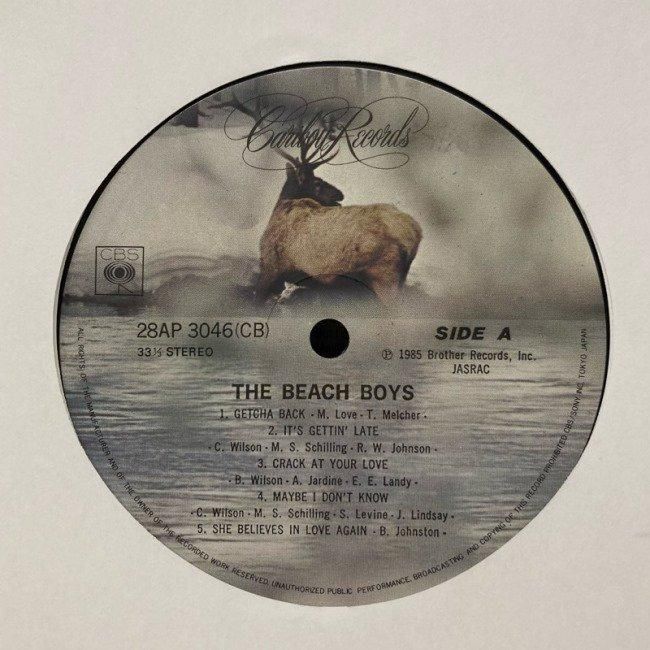 Caribou Records
CBS
28AP 3046(CB)
33⅓ STEREO
SIDE A
Ⓟ 1985 Brother Records, Inc.
JASRAC
THE BEACH BOYS
1. GETCHA BACK - M. Love - T. Melcher -
2. IT'S GETTIN' LATE
- C. Wilson - M. S. Schilling - R. W. Johnson -
3. CRACK AT YOUR LOVE
- B. Wilson - A. Jardine - E. E. Landy -
4. MAYBE I DON'T KNOW
- C. Wilson - M. S. Schilling - S. Levine - J. Lindsay -
5. SHE BELIEVES IN LOVE AGAIN - B. Johnston -
ALL RIGHTS OF THE MANUFACTURER AND OF THE OWNER OF THE RECORDED WORK RESERVED. UNAUTHORIZED PUBLIC PERFORMANCE, BROADCASTING AND COPYING OF THIS RECORD PROHIBITED CBS/SONY INC. TOKYO JAPAN